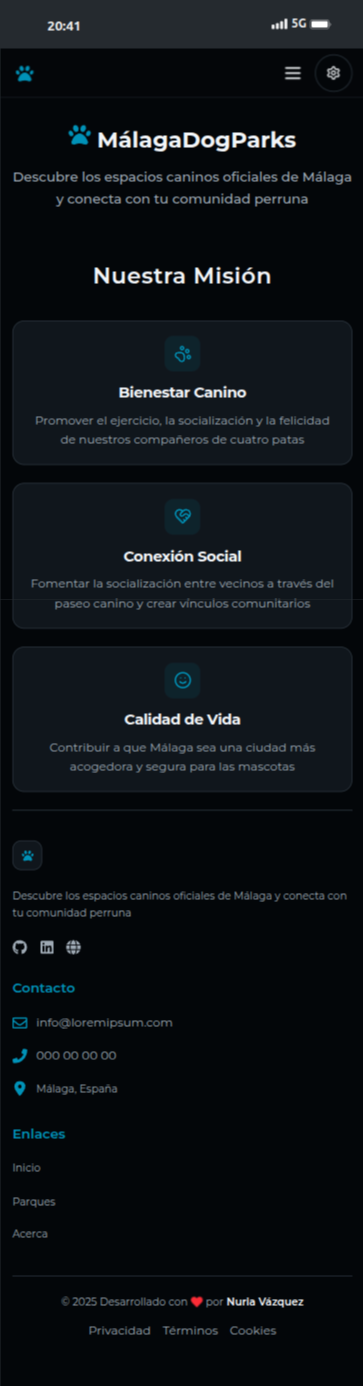 20:41
5G
MálagaDogParks
Descubre los espacios caninos oficiales de Málaga
y conecta con tu comunidad perruna
Nuestra Misión
Bienestar Canino
Promover el ejercicio, la socialización y la felicidad
de nuestros compañeros de cuatro patas
Conexión Social
Fomentar la socialización entre vecinos a través del
paseo canino y crear vínculos comunitarios
Calidad de Vida
Contribuir a que Málaga sea una ciudad más
acogedora y segura para las mascotas
Descubre los espacios caninos oficiales de Málaga y conecta con
tu comunidad perruna
in
Contacto
info@loremipsum.com
000 00 00 00
Málaga, España
Enlaces
Inicio
Parques
Acerca
© 2025 Desarrollado con ❤️ por Nuria Vázquez
Privacidad Términos Cookies